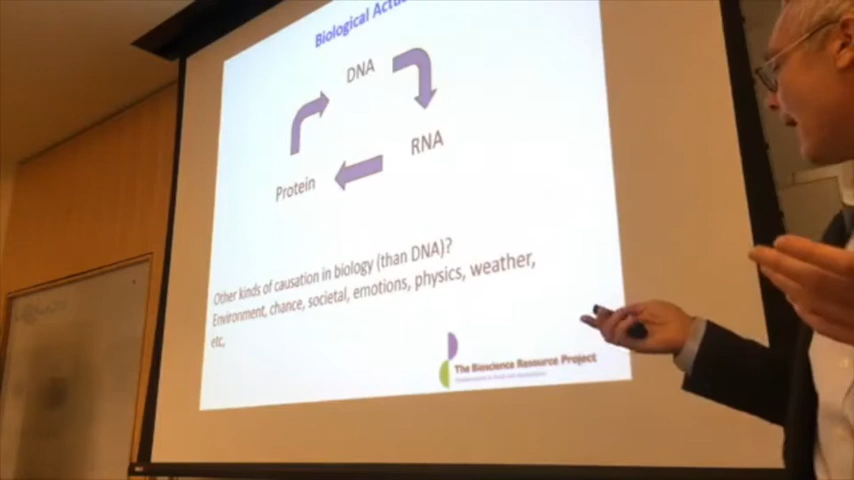 Biological
DNA
RNA
Protein
Other kinds of causation in biology (than DNA)?
Environment, chance, societal, emotions, physics, weather,
etc,
The Bioscience Resource Project